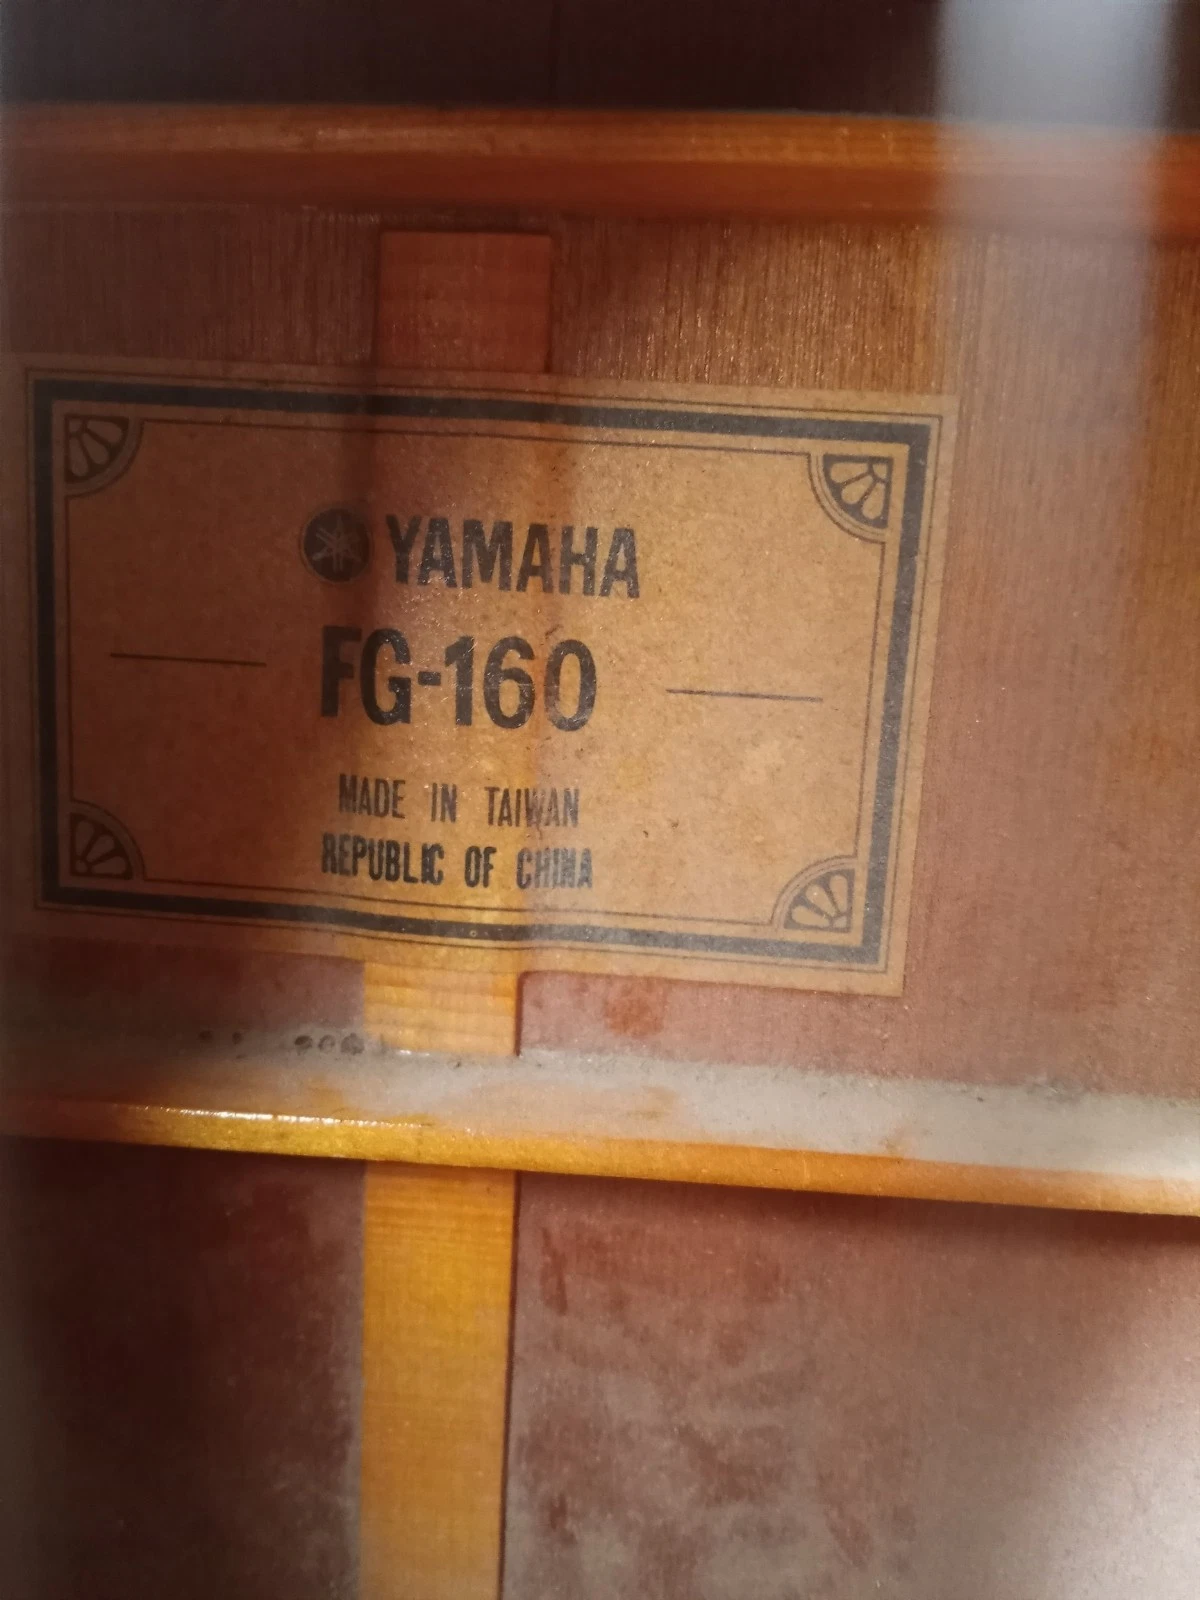 YAMAHA
FG-160
MADE IN TAIWAN
REPUBLIC OF CHINA